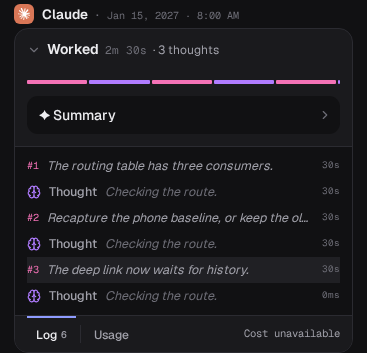 Claude · Jan 15, 2027 · 8:00 AM
Worked 2m 30s · 3 thoughts
Summary
#1 The routing table has three consumers. 30s
Thought Checking the route. 30s
#2 Recapture the phone baseline, or keep the ol... 30s
Thought Checking the route. 30s
#3 The deep link now waits for history. 30s
Thought Checking the route. 0ms
Log 6 Usage Cost unavailable